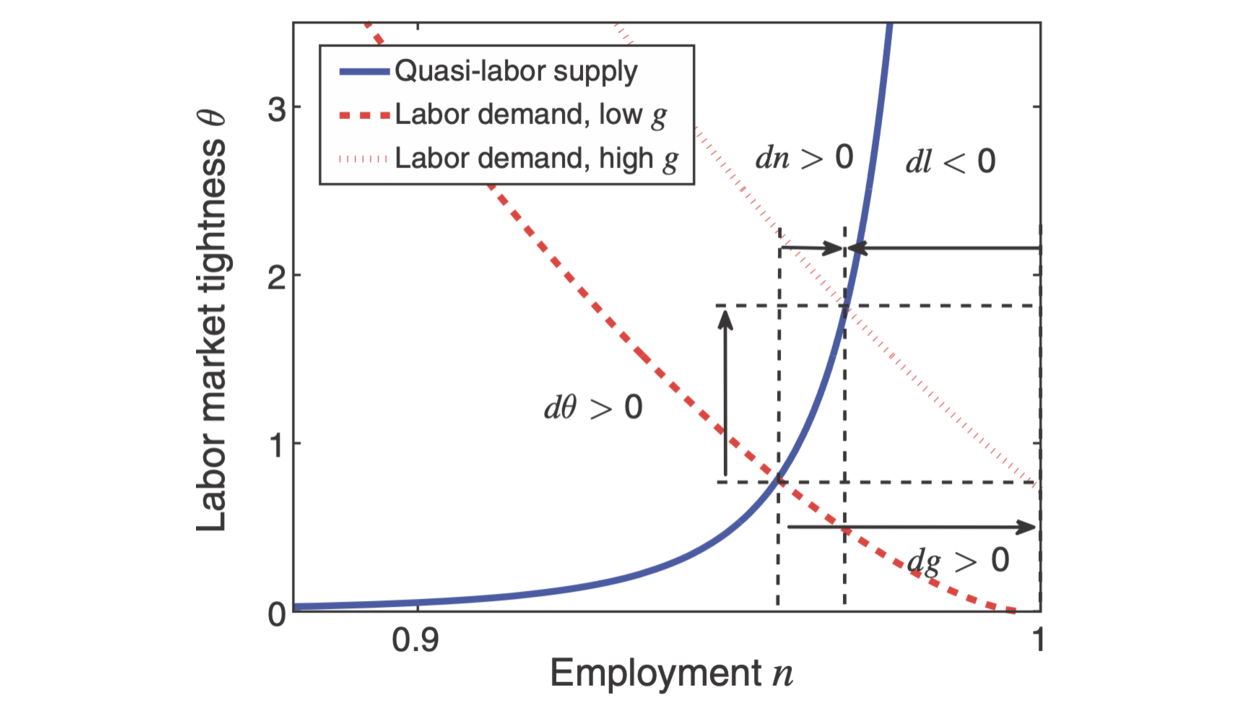 Quasi-labor supply
Labor demand, low g
Labor demand, high g
3
2
1
0
0.9
1
Labor market tightness θ
Employment n
dn > 0
dl < 0
dθ > 0
dg > 0